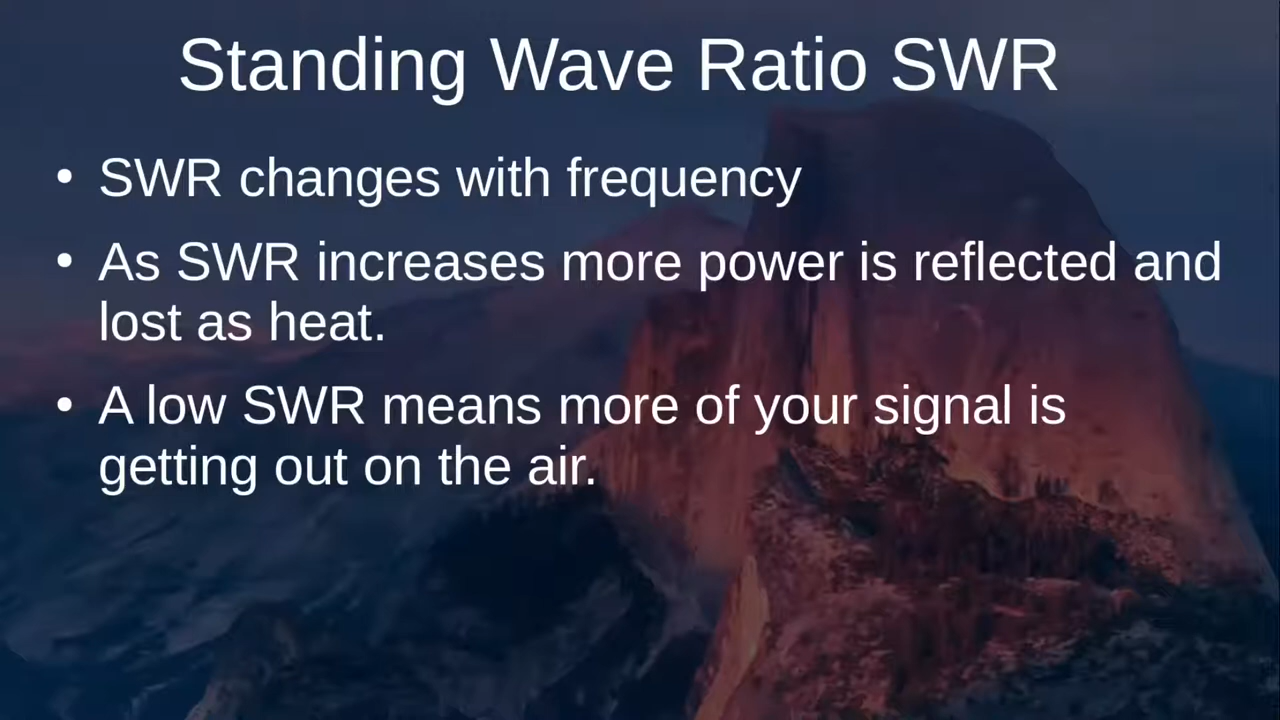 Standing Wave Ratio SWR
• SWR changes with frequency
• As SWR increases more power is reflected and
lost as heat.
• A low SWR means more of your signal is
getting out on the air.